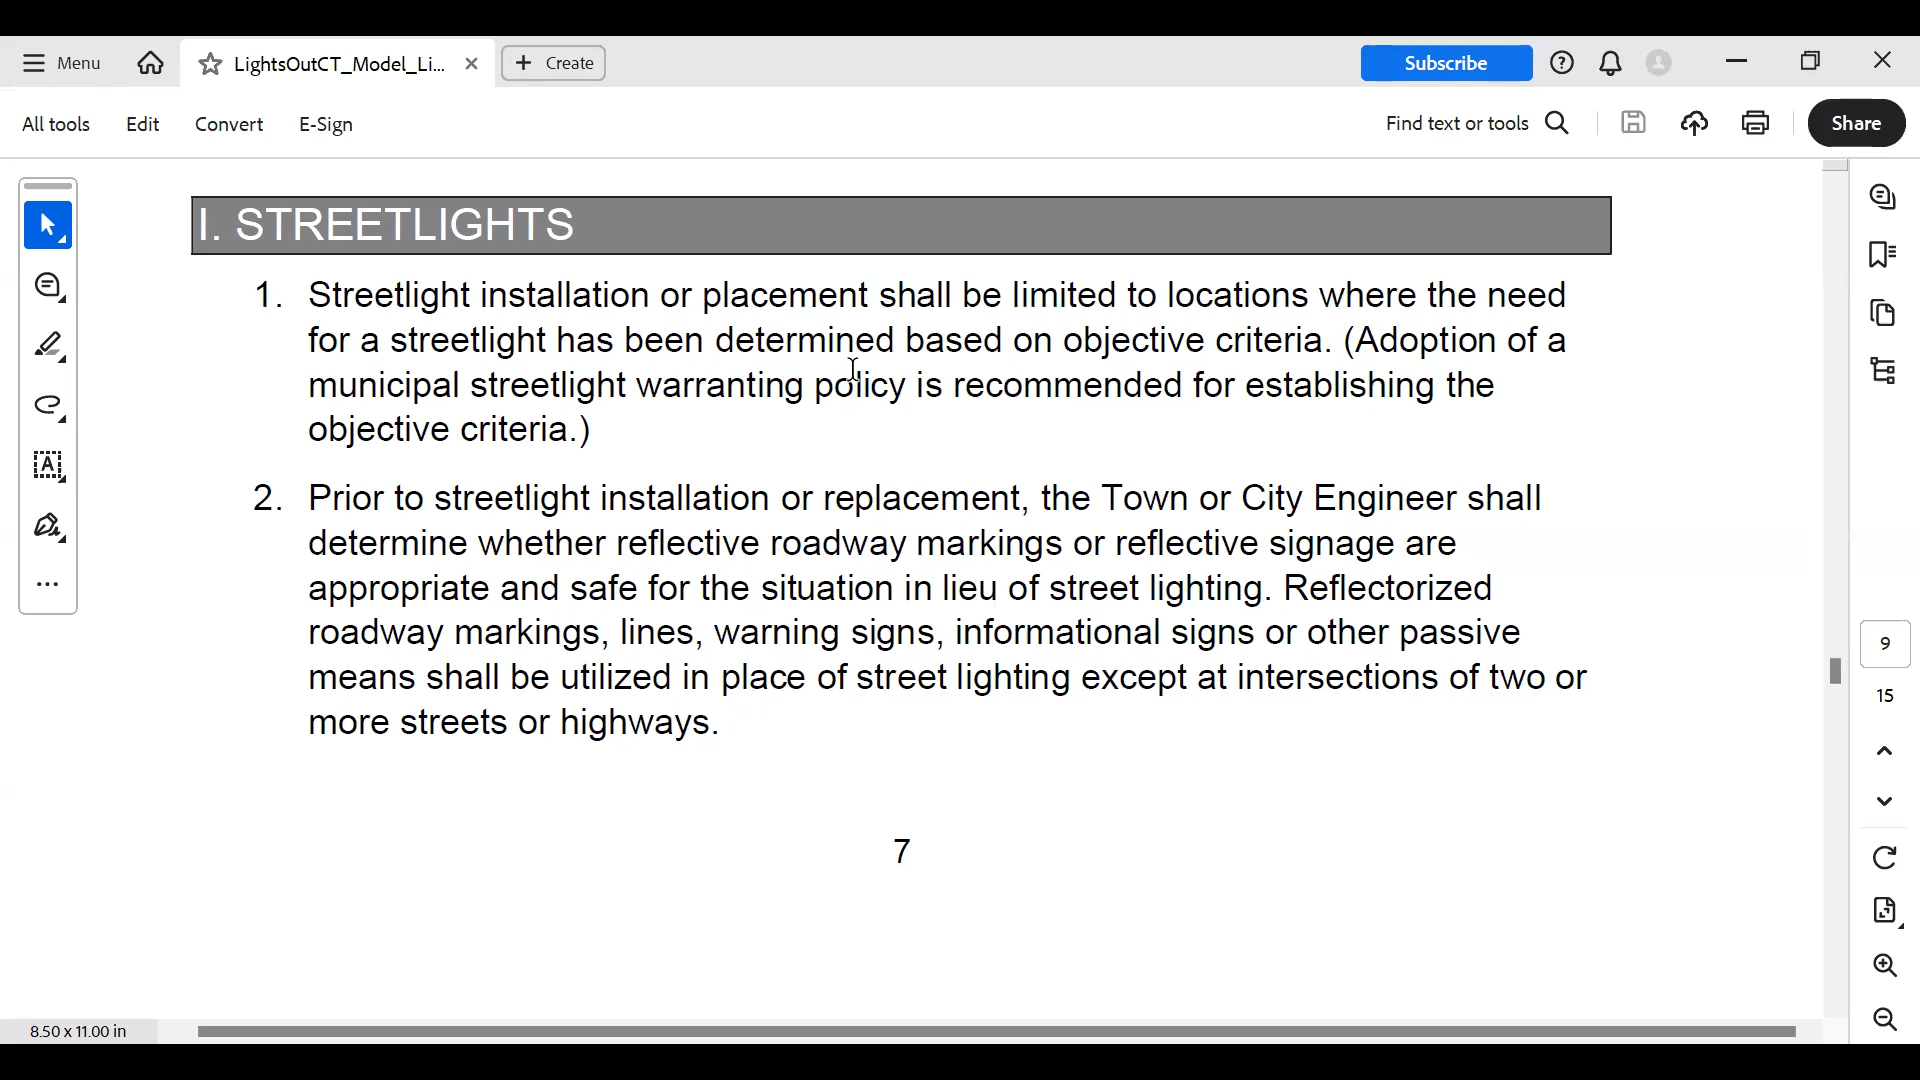 Menu
LightsOutCT_Model_Li...
Create
Subscribe
All tools
Edit
Convert
E-Sign
Find text or tools
Share
I. STREETLIGHTS
1. Streetlight installation or placement shall be limited to locations where the need
for a streetlight has been determined based on objective criteria. (Adoption of a
municipal streetlight warranting policy is recommended for establishing the
objective criteria.)
2. Prior to streetlight installation or replacement, the Town or City Engineer shall
determine whether reflective roadway markings or reflective signage are
appropriate and safe for the situation in lieu of street lighting. Reflectorized
roadway markings, lines, warning signs, informational signs or other passive
means shall be utilized in place of street lighting except at intersections of two or
more streets or highways.
7
9
15
8.50 x 11.00 in